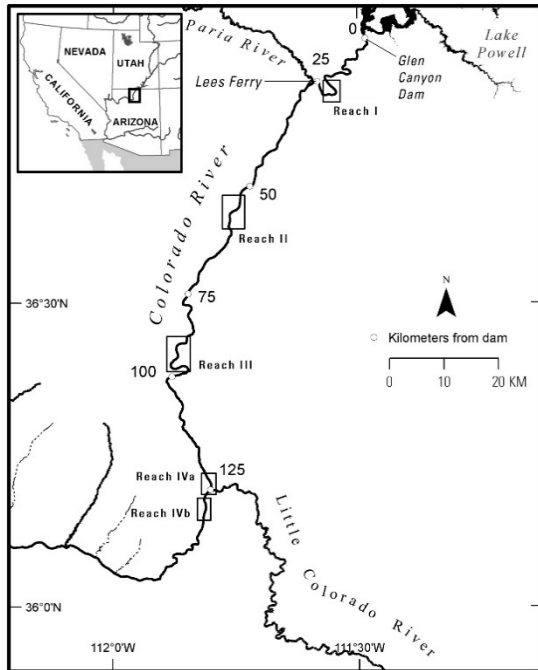 NEVADA
UTAH
CALIFORNIA
ARIZONA
Paria River
0
Lake
Powell
25
Glen
Canyon
Dam
Lees Ferry
Reach I
Colorado River
50
Reach II
36°30'N
75
N
Kilometers from dam
0 10 20 KM
Reach III
100
Reach IVa
125
Reach IVb
Little
Colorado River
36°0'N
112°0'W
111°30'W